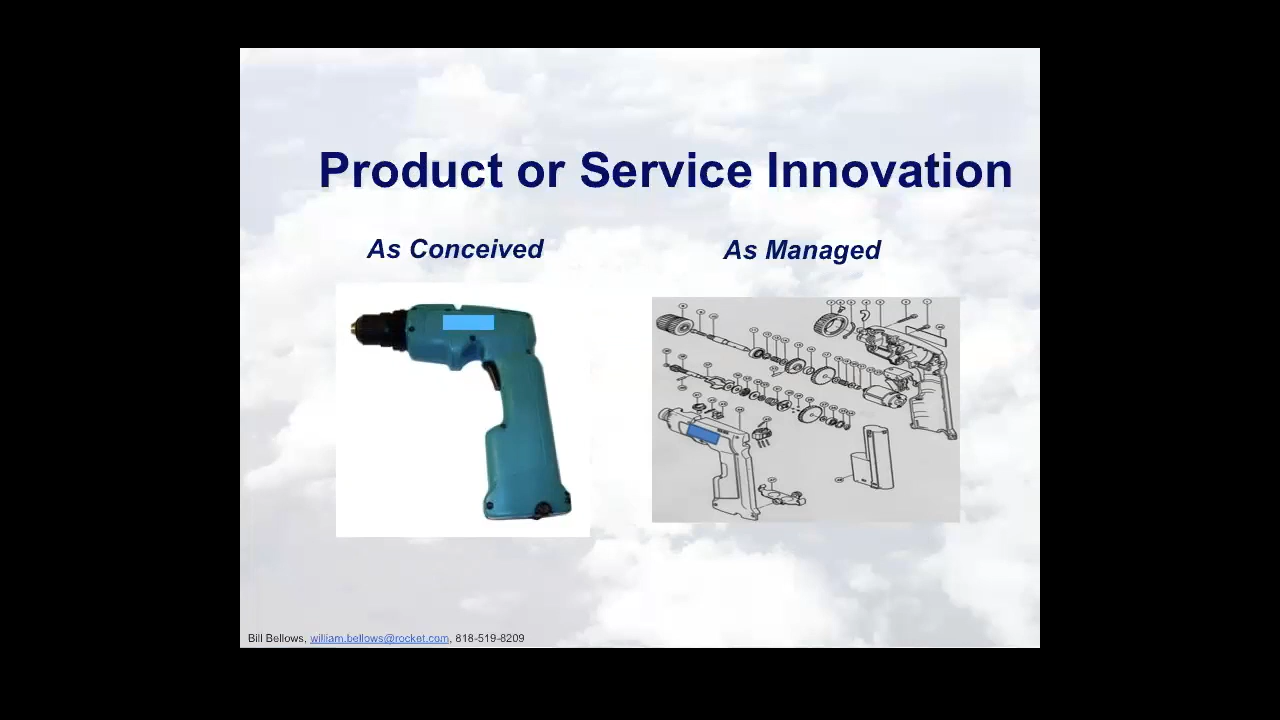 Product or Service Innovation
As Conceived
As Managed
Bill Bellows, william.bellows@rocket.com, 818-519-8209